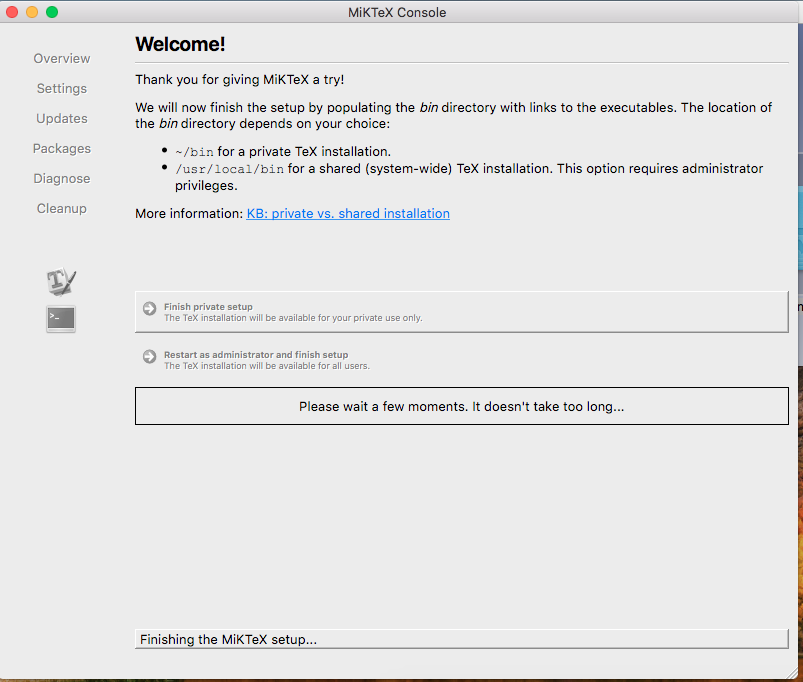 MiKTeX Console
Overview
Settings
Updates
Packages
Diagnose
Cleanup
Welcome!
Thank you for giving MiKTeX a try!
We will now finish the setup by populating the bin directory with links to the executables. The location of
the bin directory depends on your choice:
• ~/bin for a private TeX installation.
• /usr/local/bin for a shared (system-wide) TeX installation. This option requires administrator
privileges.
More information: KB: private vs. shared installation
Finish private setup
The TeX installation will be available for your private use only.
Restart as administrator and finish setup
The TeX installation will be available for all users.
Please wait a few moments. It doesn't take too long...
Finishing the MiKTeX setup...